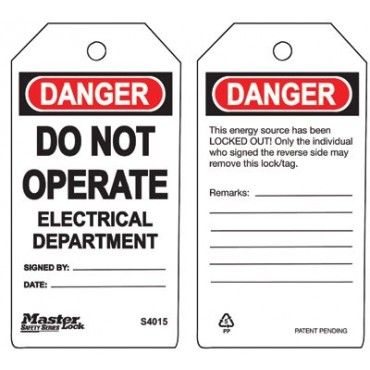 DANGER
DO NOT
OPERATE
ELECTRICAL
DEPARTMENT
SIGNED BY:
DATE:
Master Lock
SAFETY SERIES
S4015
DANGER
This energy source has been
LOCKED OUT! Only the individual
who signed the reverse side may
remove this lock/tag.
Remarks:
5
PP
PATENT PENDING